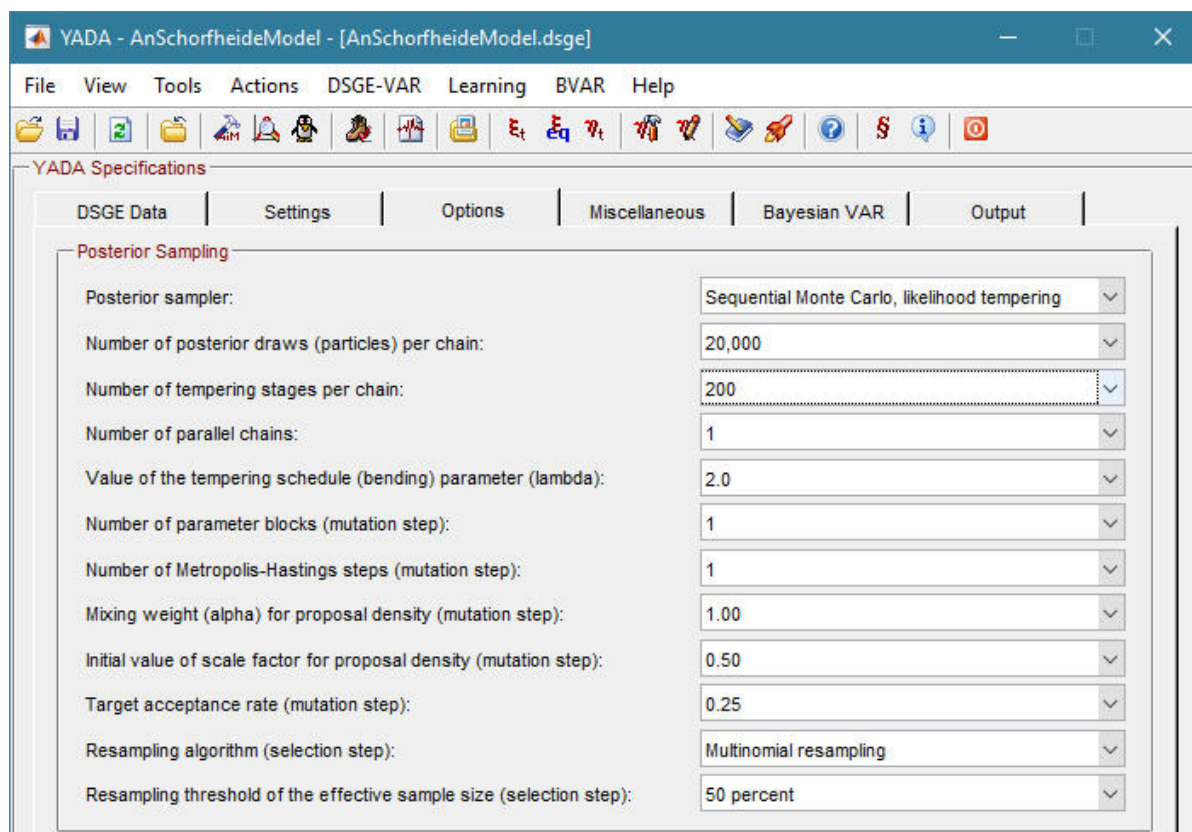 YADA - AnSchorfheideModel - [AnSchorfheideModel.dsge]
File View Tools Actions DSGE-VAR Learning BVAR Help
AiM ξt ξeq ηt § i
YADA Specifications
DSGE Data Settings Options Miscellaneous Bayesian VAR Output
Posterior Sampling
Posterior sampler: Sequential Monte Carlo, likelihood tempering
Number of posterior draws (particles) per chain: 20,000
Number of tempering stages per chain: 200
Number of parallel chains: 1
Value of the tempering schedule (bending) parameter (lambda): 2.0
Number of parameter blocks (mutation step): 1
Number of Metropolis-Hastings steps (mutation step): 1
Mixing weight (alpha) for proposal density (mutation step): 1.00
Initial value of scale factor for proposal density (mutation step): 0.50
Target acceptance rate (mutation step): 0.25
Resampling algorithm (selection step): Multinomial resampling
Resampling threshold of the effective sample size (selection step): 50 percent